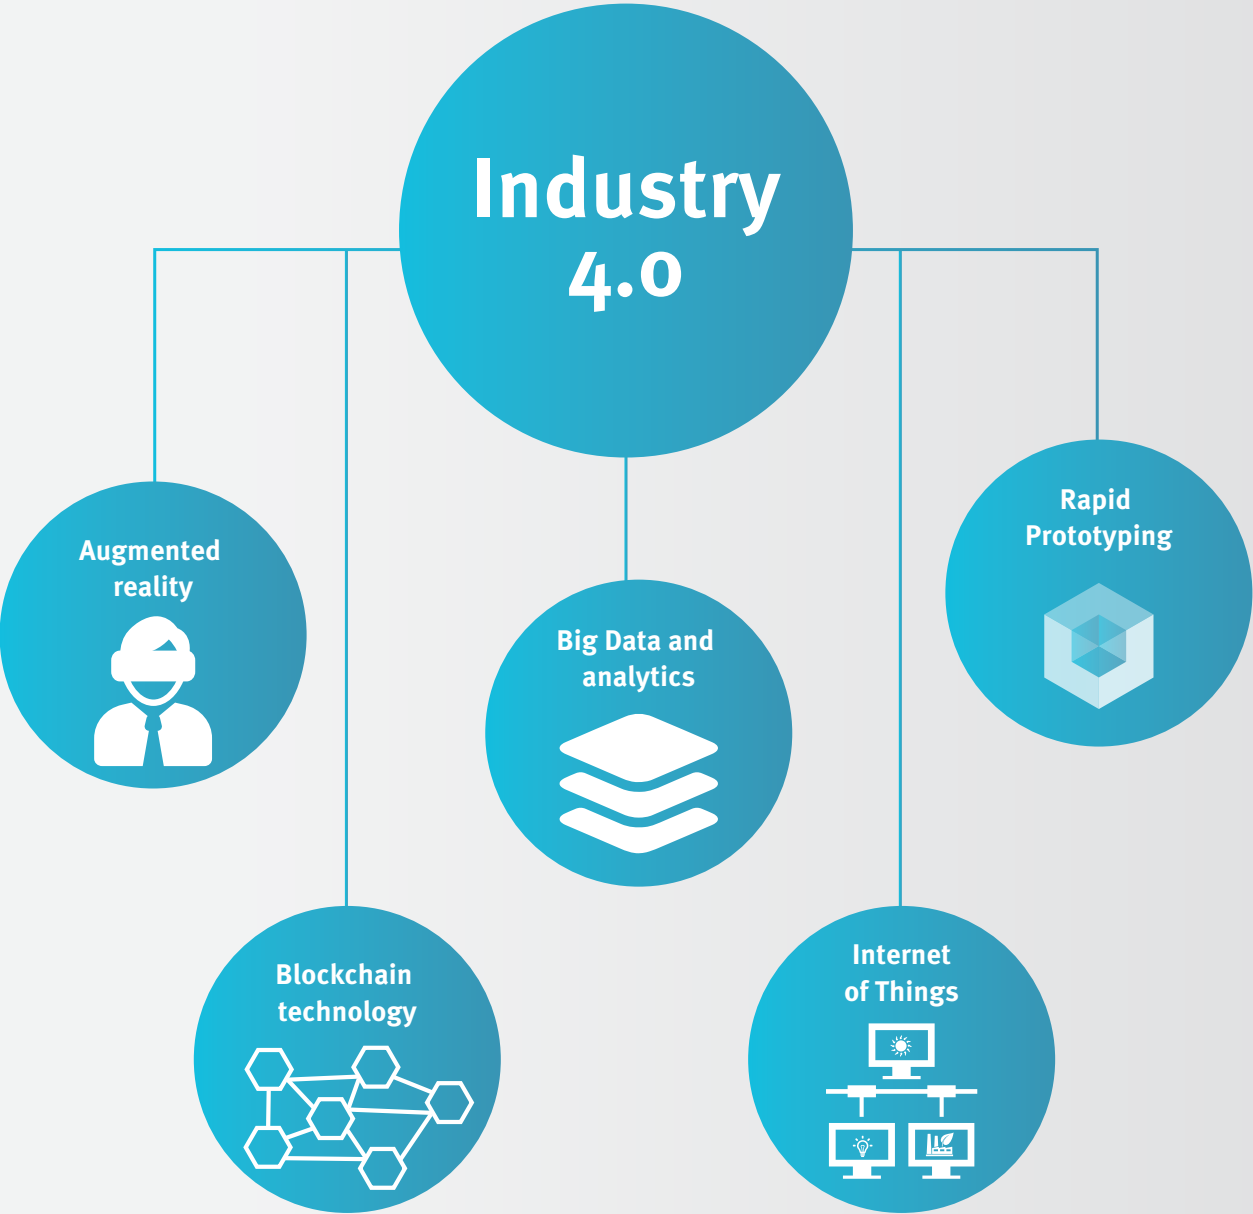 Industry
4.0
Augmented
reality
Big Data and
analytics
Rapid
Prototyping
Blockchain
technology
Internet
of Things